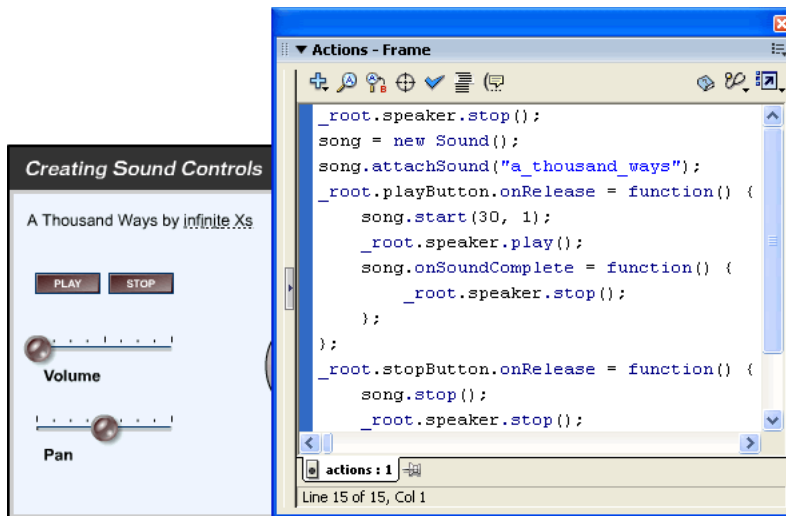 Actions - Frame
_root.speaker.stop();
song = new Sound();
song.attachSound("a_thousand_ways");
_root.playButton.onRelease = function() {
song.start(30, 1);
_root.speaker.play();
song.onSoundComplete = function() {
_root.speaker.stop();
};
};
_root.stopButton.onRelease = function() {
song.stop();
_root.speaker.stop();
actions : 1
Line 15 of 15, Col 1
Creating Sound Controls
A Thousand Ways by infinite Xs
PLAY STOP
Volume
Pan